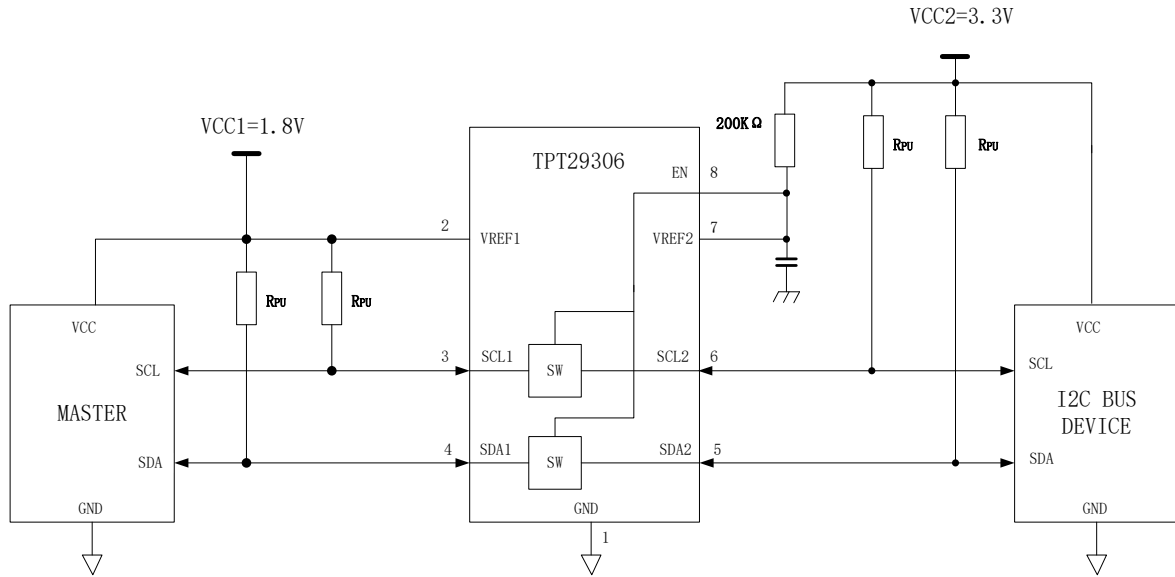 VCC2=3.3V
VCC1=1.8V
200KΩ
RPU
RPU
TPT29306
EN
8
2
VREF1
VREF2
7
RPU
RPU
VCC
VCC
SCL
3
SCL1
SW
SCL2
6
SCL
MASTER
I2C BUS
DEVICE
SDA
4
SDA1
SW
SDA2
5
SDA
GND
GND
1
GND